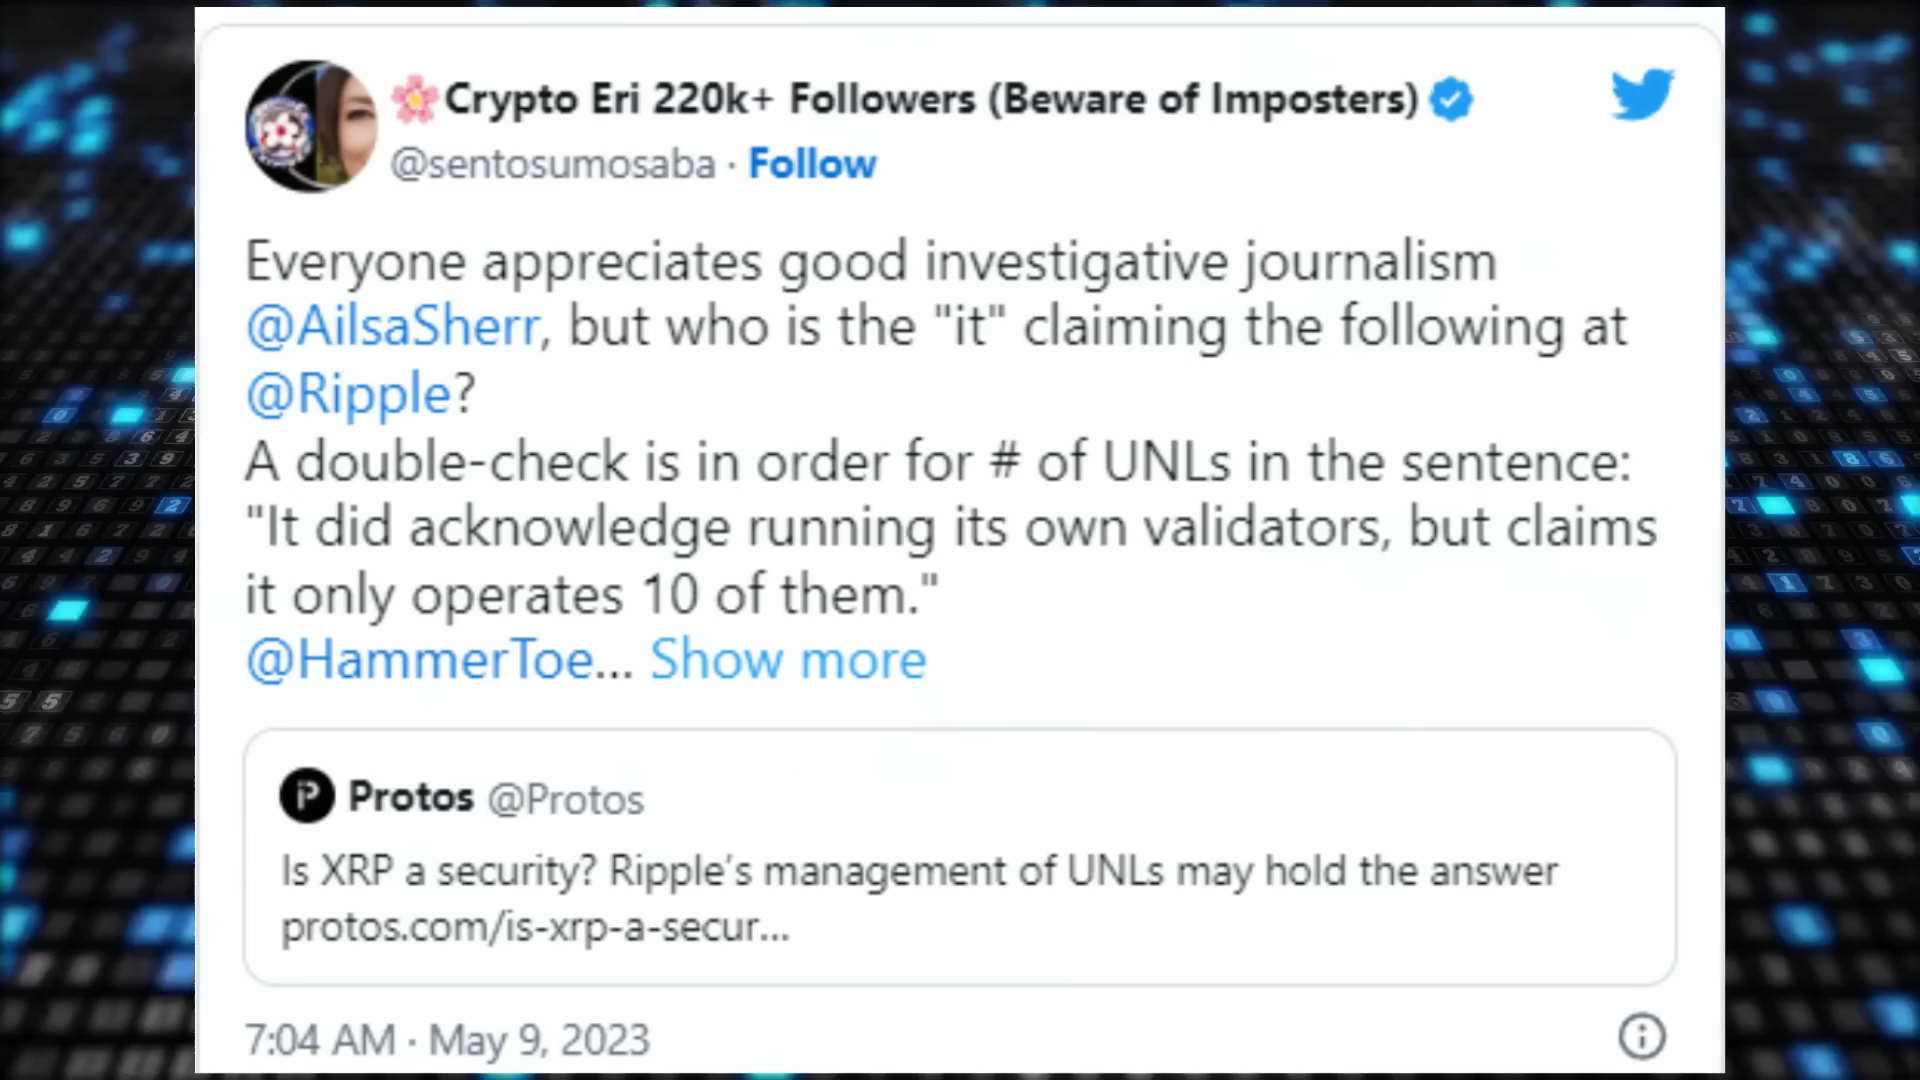 🌸Crypto Eri 220k+ Followers (Beware of Imposters)
@sentosumosaba · Follow
Everyone appreciates good investigative journalism
@AilsaSherr, but who is the "it" claiming the following at
@Ripple?
A double-check is in order for # of UNLs in the sentence:
"It did acknowledge running its own validators, but claims
it only operates 10 of them."
@HammerToe... Show more
Protos @Protos
Is XRP a security? Ripple's management of UNLs may hold the answer
protos.com/is-xrp-a-secur...
7:04 AM · May 9, 2023